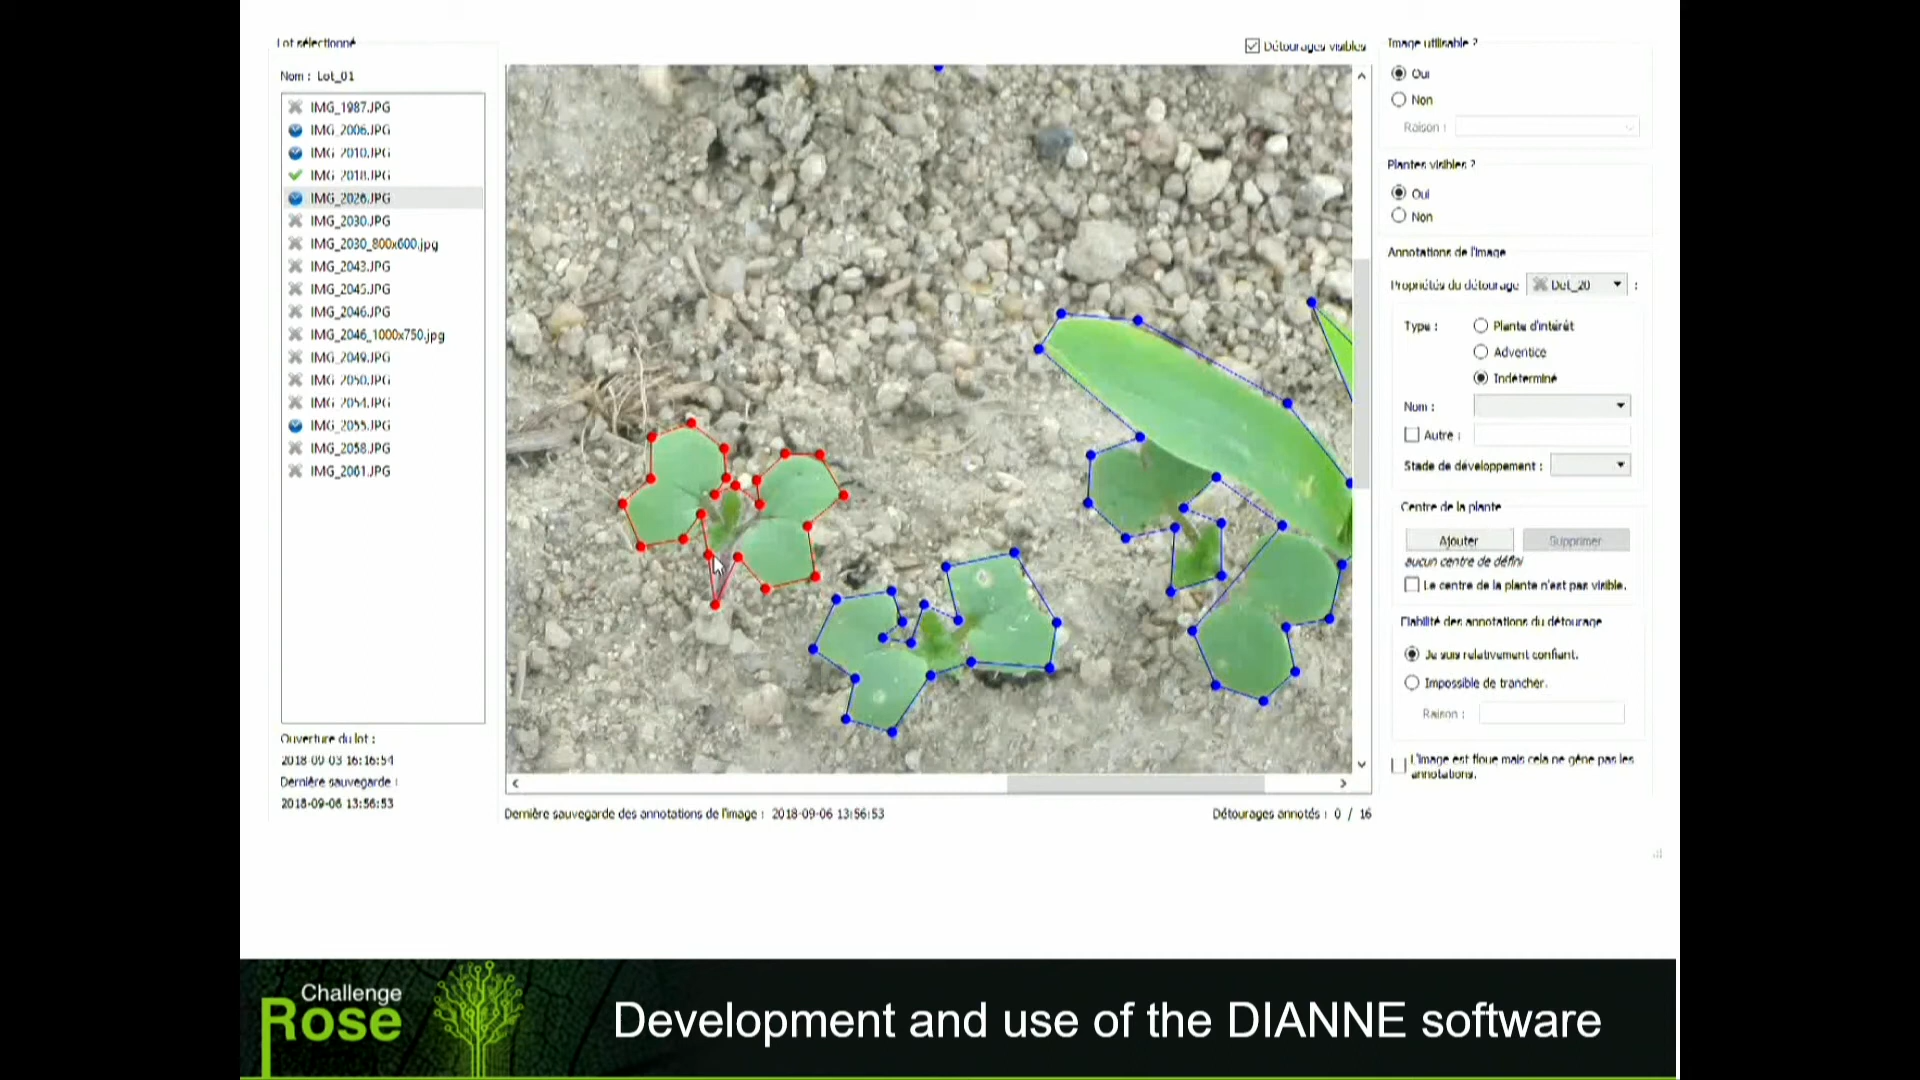 Lot sélectionné
Nom : Lot_01
IMG_1987.JPG
IMG_2006.JPG
IMG_2010.JPG
IMG_2018.JPG
IMG_2026.JPG
IMG_2030.JPG
IMG_2030_800x600.jpg
IMG_2043.JPG
IMG_2045.JPG
IMG_2046.JPG
IMG_2046_1000x750.jpg
IMG_2049.JPG
IMG_2050.JPG
IMG_2054.JPG
IMG_2055.JPG
IMG_2058.JPG
IMG_2061.JPG
Ouverture du lot :
2018-09-03 16:16:54
Dernière sauvegarde :
2018-09-06 13:56:53
Détourages visibles
Dernière sauvegarde des annotations de l'image : 2018-09-06 13:56:53
Détourages annotés : 0 / 16
Image utilisable ?
Oui
Non
Raison :
Plantes visibles ?
Oui
Non
Annotations de l'image
Propriétés du détourage Det_20 :
Type : Plante d'intérêt
Adventice
Indéterminé
Nom :
Autre :
Stade de développement :
Centre de la plante
Ajouter Supprimer
aucun centre de défini
Le centre de la plante n'est pas visible.
Fiabilité des annotations du détourage
Je suis relativement confiant.
Impossible de trancher.
Raison :
L'image est floue mais cela ne gêne pas les
annotations.
Challenge
Rose
Development and use of the DIANNE software